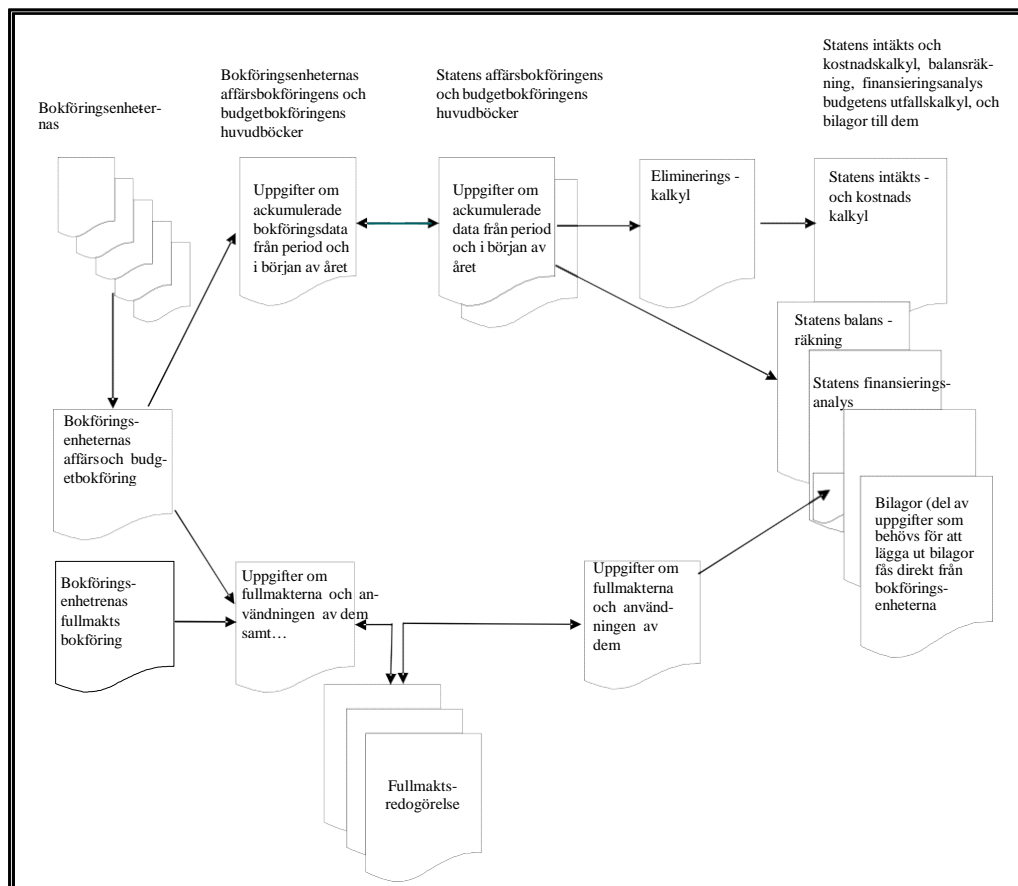 Bokföringsenheter-
nas
Bokföringsenheternas
affärsbokföringens och
budgetbokföringens
huvudböcker
Statens affärsbokföringens
och budgetbokföringens
huvudböcker
Statens intäkts och
kostnadskalkyl, balansräk-
ning, finansieringsanalys
budgetens utfallskalkyl, och
bilagor till dem
Uppgifter om
ackumulerade
bokföringsdata
från period och
i början av året
Uppgifter om
ackumulerade
data från period
och i början av
året
Eliminerings -
kalkyl
Statens intäkts -
och kostnads
kalkyl
Statens balans -
räkning
Statens finansierings-
analys
Bokförings-
enheternas
affärs och budg-
etbokföring
Bilagor (del av
uppgifter som
behövs för att
lägga ut bilagor
fås direkt från
bokförings-
enheterna
Bokförings-
enhetrenas
fullmakts
bokföring
Uppgifter om
fullmakterna och an-
vändningen av dem
samt…
Uppgifter om
fullmakterna
och använd-
ningen av
dem
Fullmakts-
redogörelse